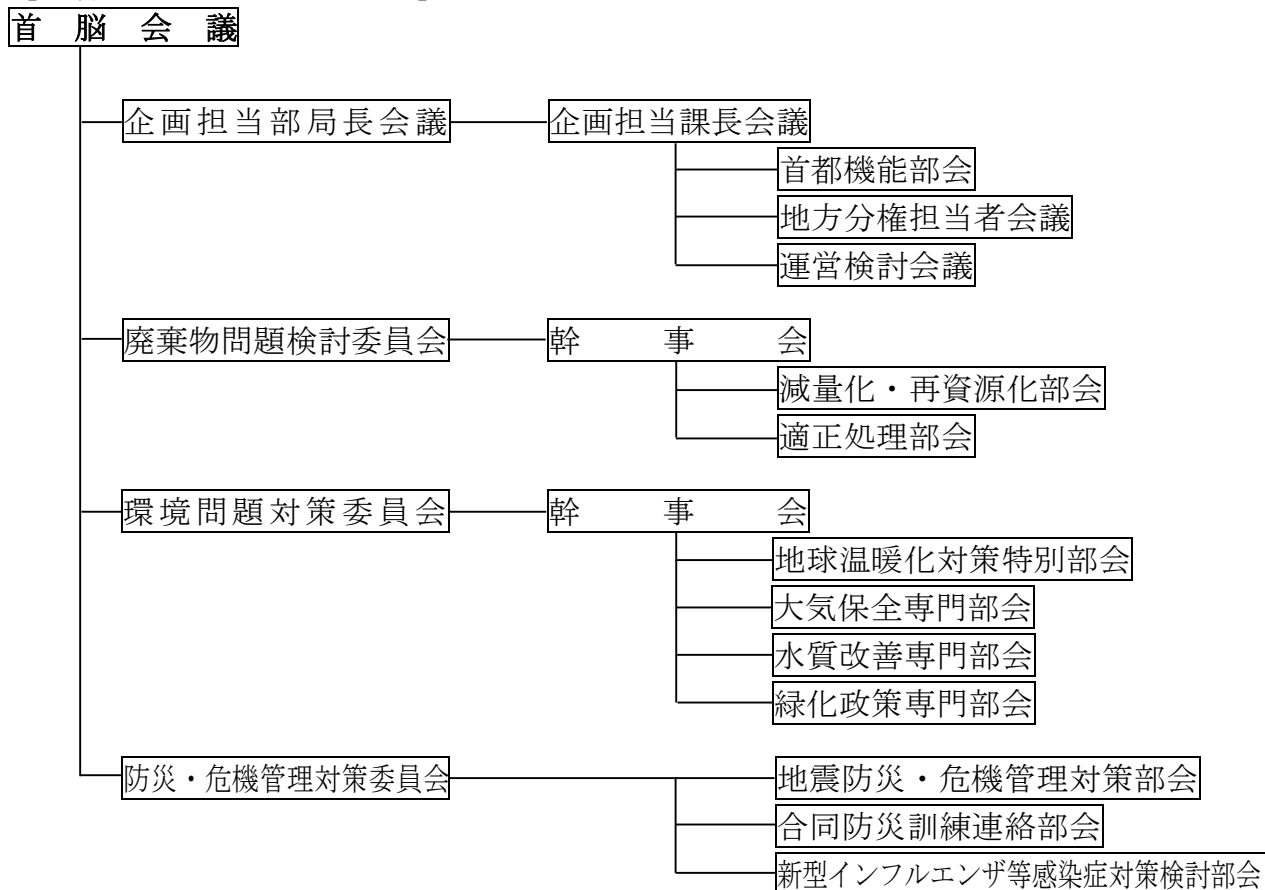 首脳会議
企画担当部局長会議 企画担当課長会議
首都機能部会
地方分権担当者会議
運営検討会議
廃棄物問題検討委員会 幹事会
減量化・再資源化部会
適正処理部会
環境問題対策委員会 幹事会
地球温暖化対策特別部会
大気保全専門部会
水質改善専門部会
緑化政策専門部会
防災・危機管理対策委員会 地震防災・危機管理対策部会
合同防災訓練連絡部会
新型インフルエンザ等感染症対策検討部会